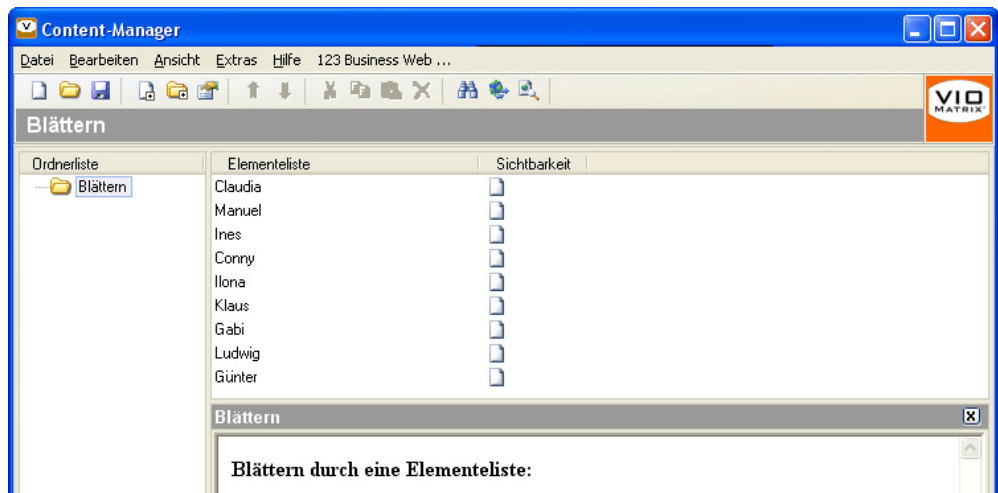 Content-Manager
Datei Bearbeiten Ansicht Extras Hilfe 123 Business Web ...
VIO
MATRIX
Blättern
Ordnerliste Elementeliste Sichtbarkeit
Blättern Claudia
Manuel
Ines
Conny
Ilona
Klaus
Gabi
Ludwig
Günter
Blättern
Blättern durch eine Elementeliste: